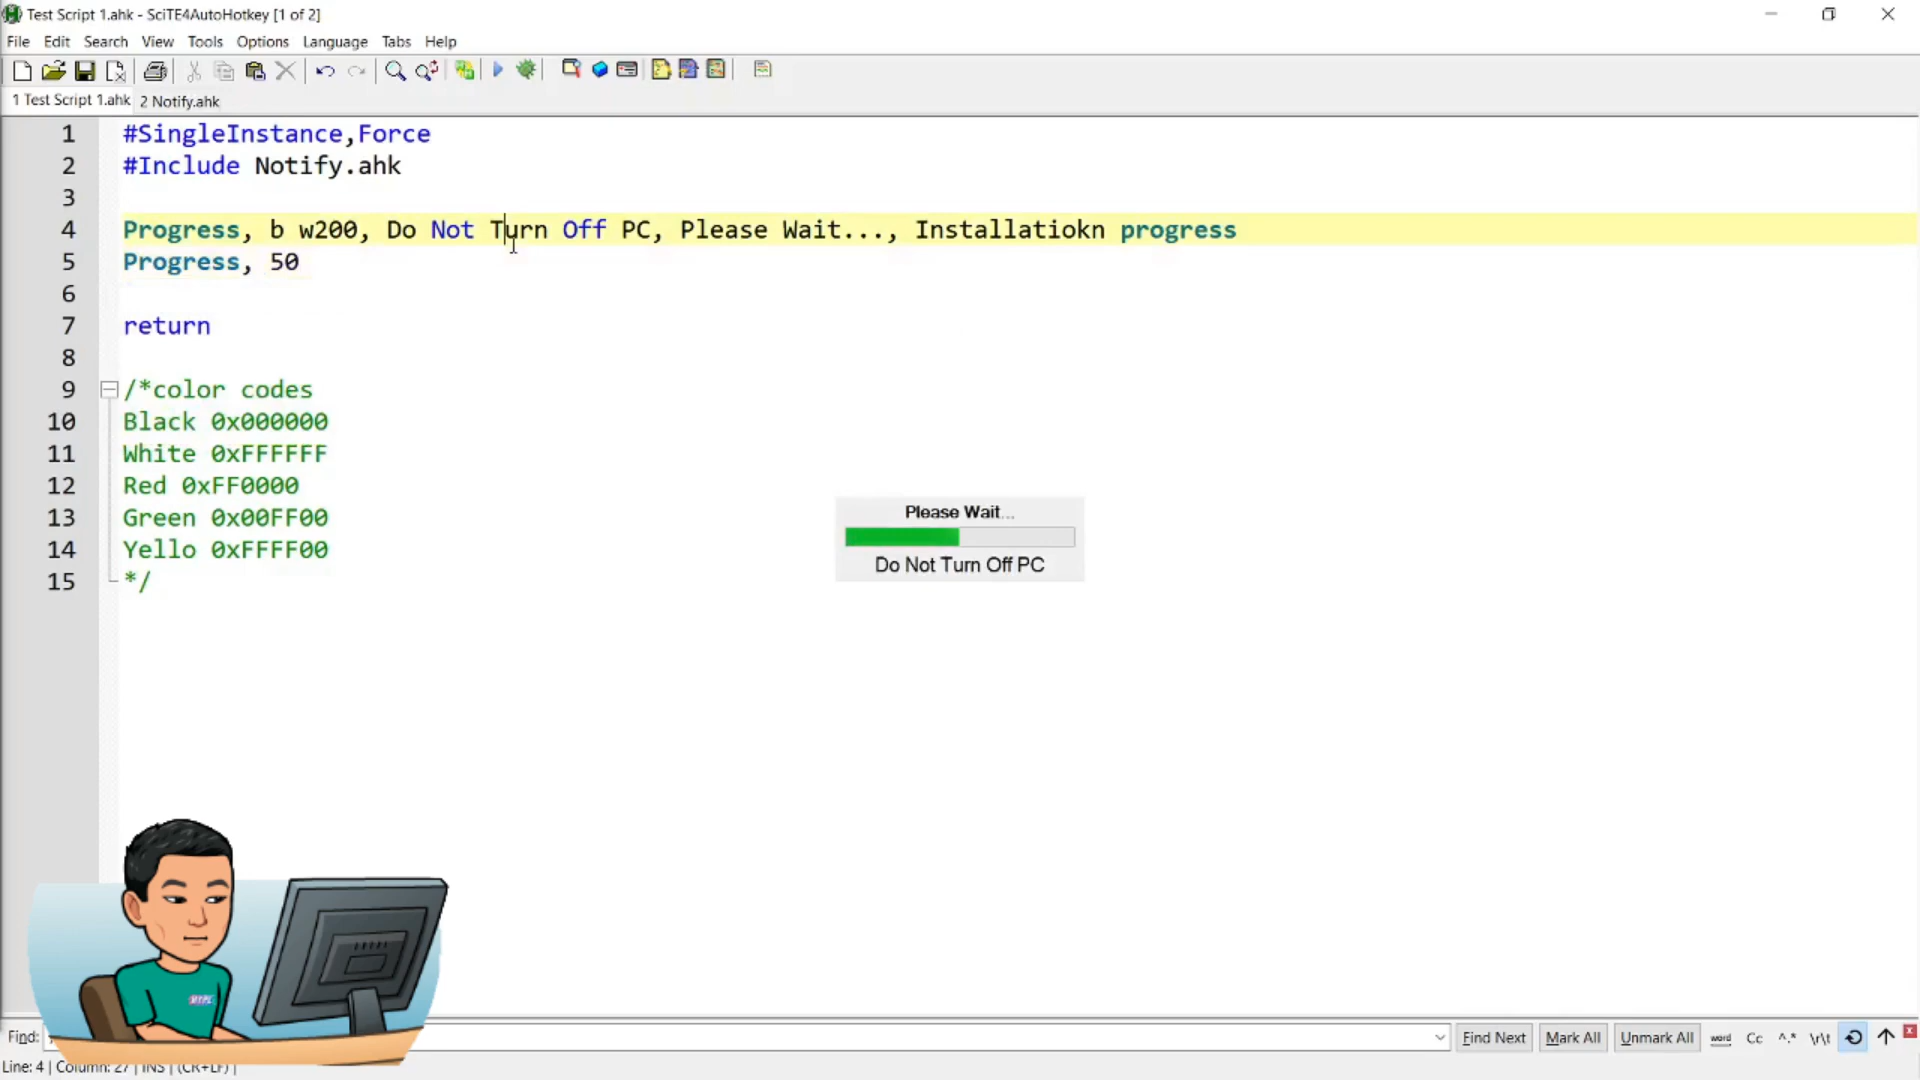 Test Script 1.ahk - SciTE4AutoHotkey [1 of 2]
File Edit Search View Tools Options Language Tabs Help
1 Test Script 1.ahk 2 Notify.ahk
1 #SingleInstance,Force
2 #Include Notify.ahk
3
4 Progress, b w200, Do Not Turn Off PC, Please Wait..., Installatiokn progress
5 Progress, 50
6
7 return
8
9 /*color codes
10 Black 0x000000
11 White 0xFFFFFF
12 Red 0xFF0000
13 Green 0x00FF00
14 Yello 0xFFFF00
15 */
Please Wait...
Do Not Turn Off PC
Find: Find Next Mark All Unmark All word Cc ^.* \r\t
Line: 4 | Column: 27 | INS | (CR+LF) |